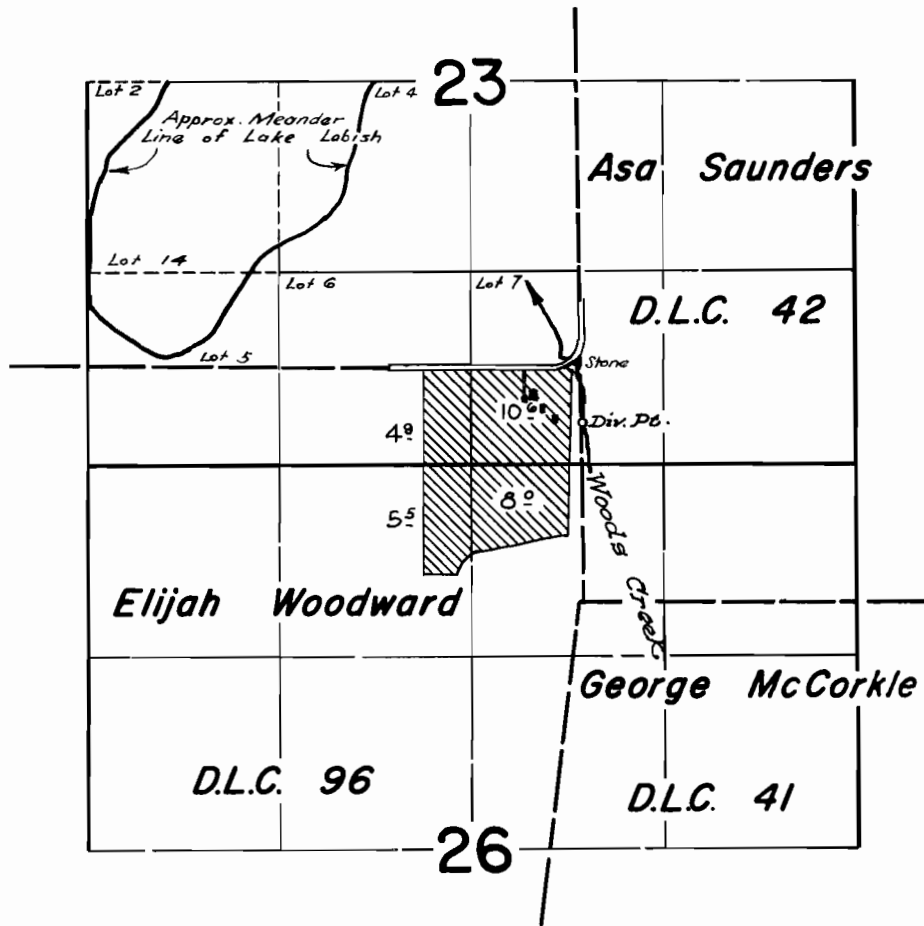 23
Lot 2
Lot 4
Approx. Meander
Line of Lake Labish
Asa Saunders
Lot 14
Lot 6
Lot 7
D.L.C. 42
Lot 5
Stone
10 6
4 9
Div. Pt.
8 0
5 5
Woods Creek
Elijah Woodward
George McCorkle
D.L.C. 96
D.L.C. 41
26